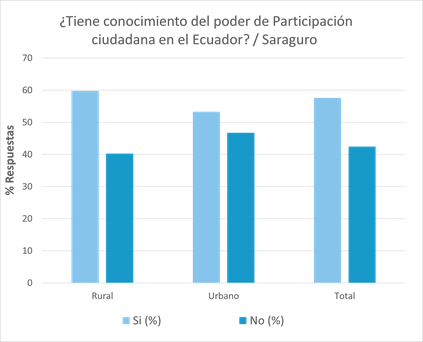 ¿Tiene conocimiento del poder de Participación
ciudadana en el Ecuador? / Saraguro
% Respuestas
70
60
50
40
30
20
10
0
Rural
Urbano
Total
Si (%)
No (%)